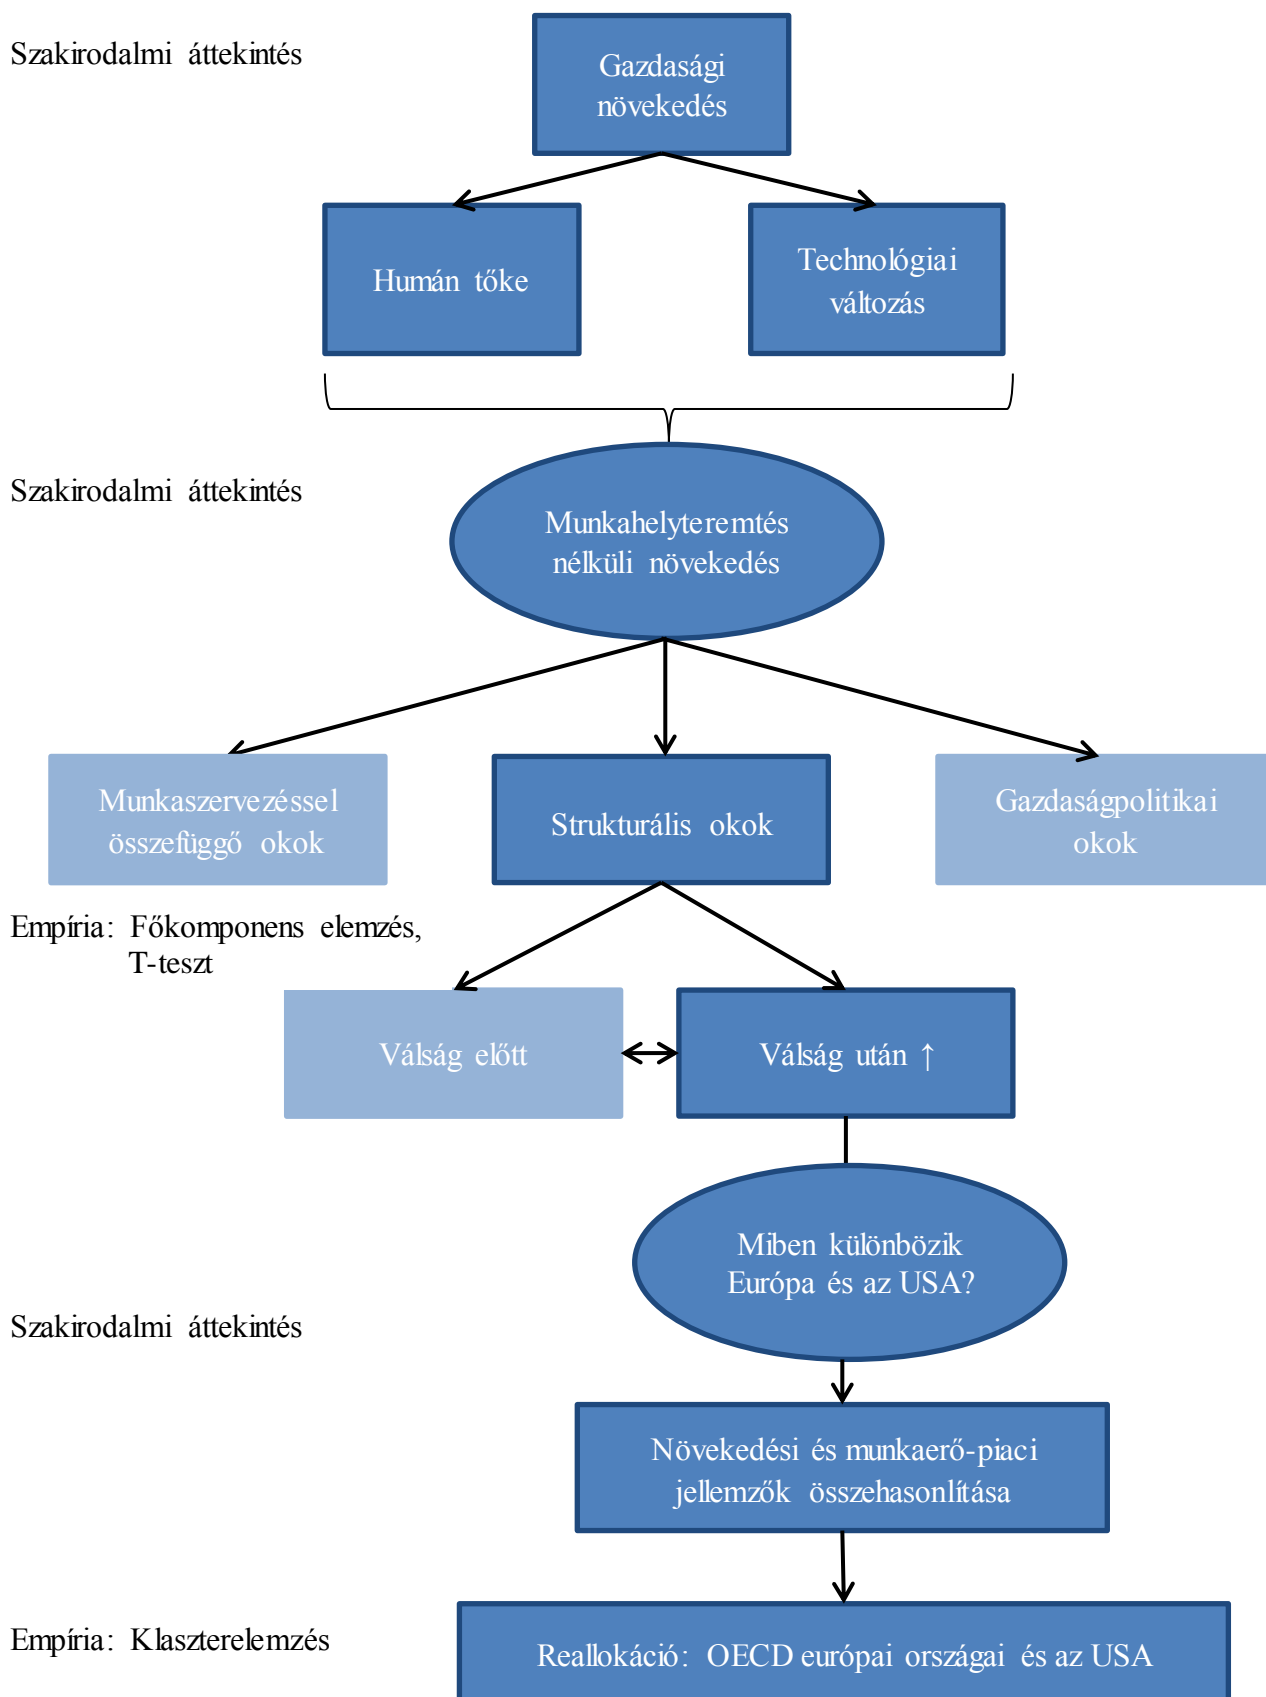 Szakirodalmi áttekintés
Gazdasági
növekedés
Humán tőke
Technológiai
változás
Szakirodalmi áttekintés
Munkahelyteremtés
nélküli növekedés
Munkaszervezéssel
összefüggő okok
Strukturális okok
Gazdaságpolitikai
okok
Empíria: Főkomponens elemzés,
T-teszt
Válság előtt
Válság után ↑
Miben különbözik
Európa és az USA?
Szakirodalmi áttekintés
Növekedési és munkaerő-piaci
jellemzők összehasonlítása
Empíria: Klaszterelemzés
Reallokáció: OECD európai országai és az USA